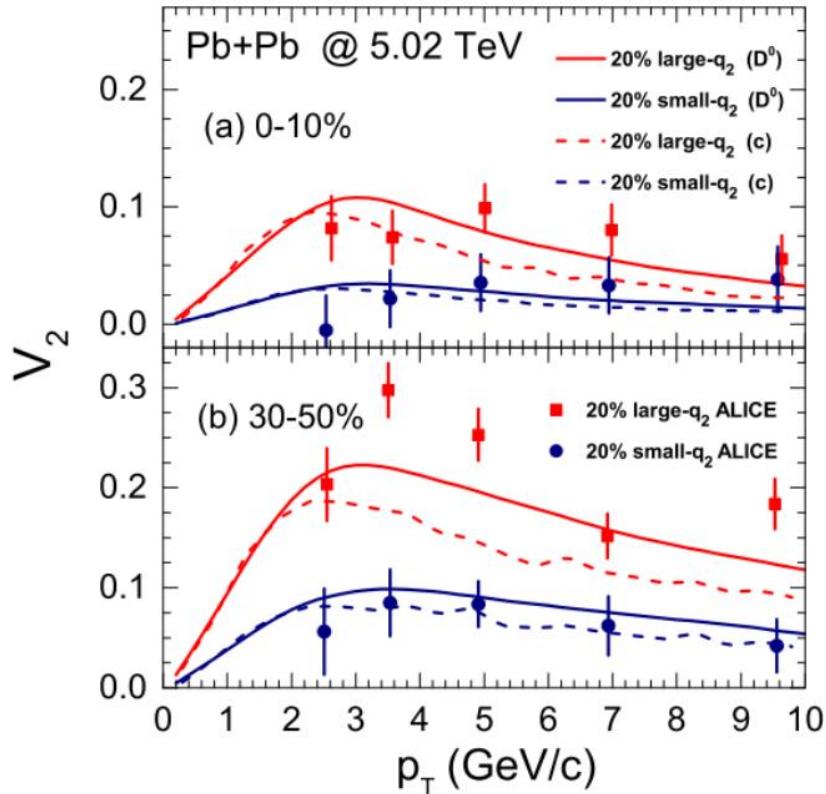 Pb+Pb @ 5.02 TeV
20% large-q₂ (D⁰)
20% small-q₂ (D⁰)
20% large-q₂ (c)
20% small-q₂ (c)
(a) 0-10%
0.2
0.1
0.0
V₂
(b) 30-50%
20% large-q₂ ALICE
20% small-q₂ ALICE
0.3
0.2
0.1
0.0
0 1 2 3 4 5 6 7 8 9 10
p_T (GeV/c)